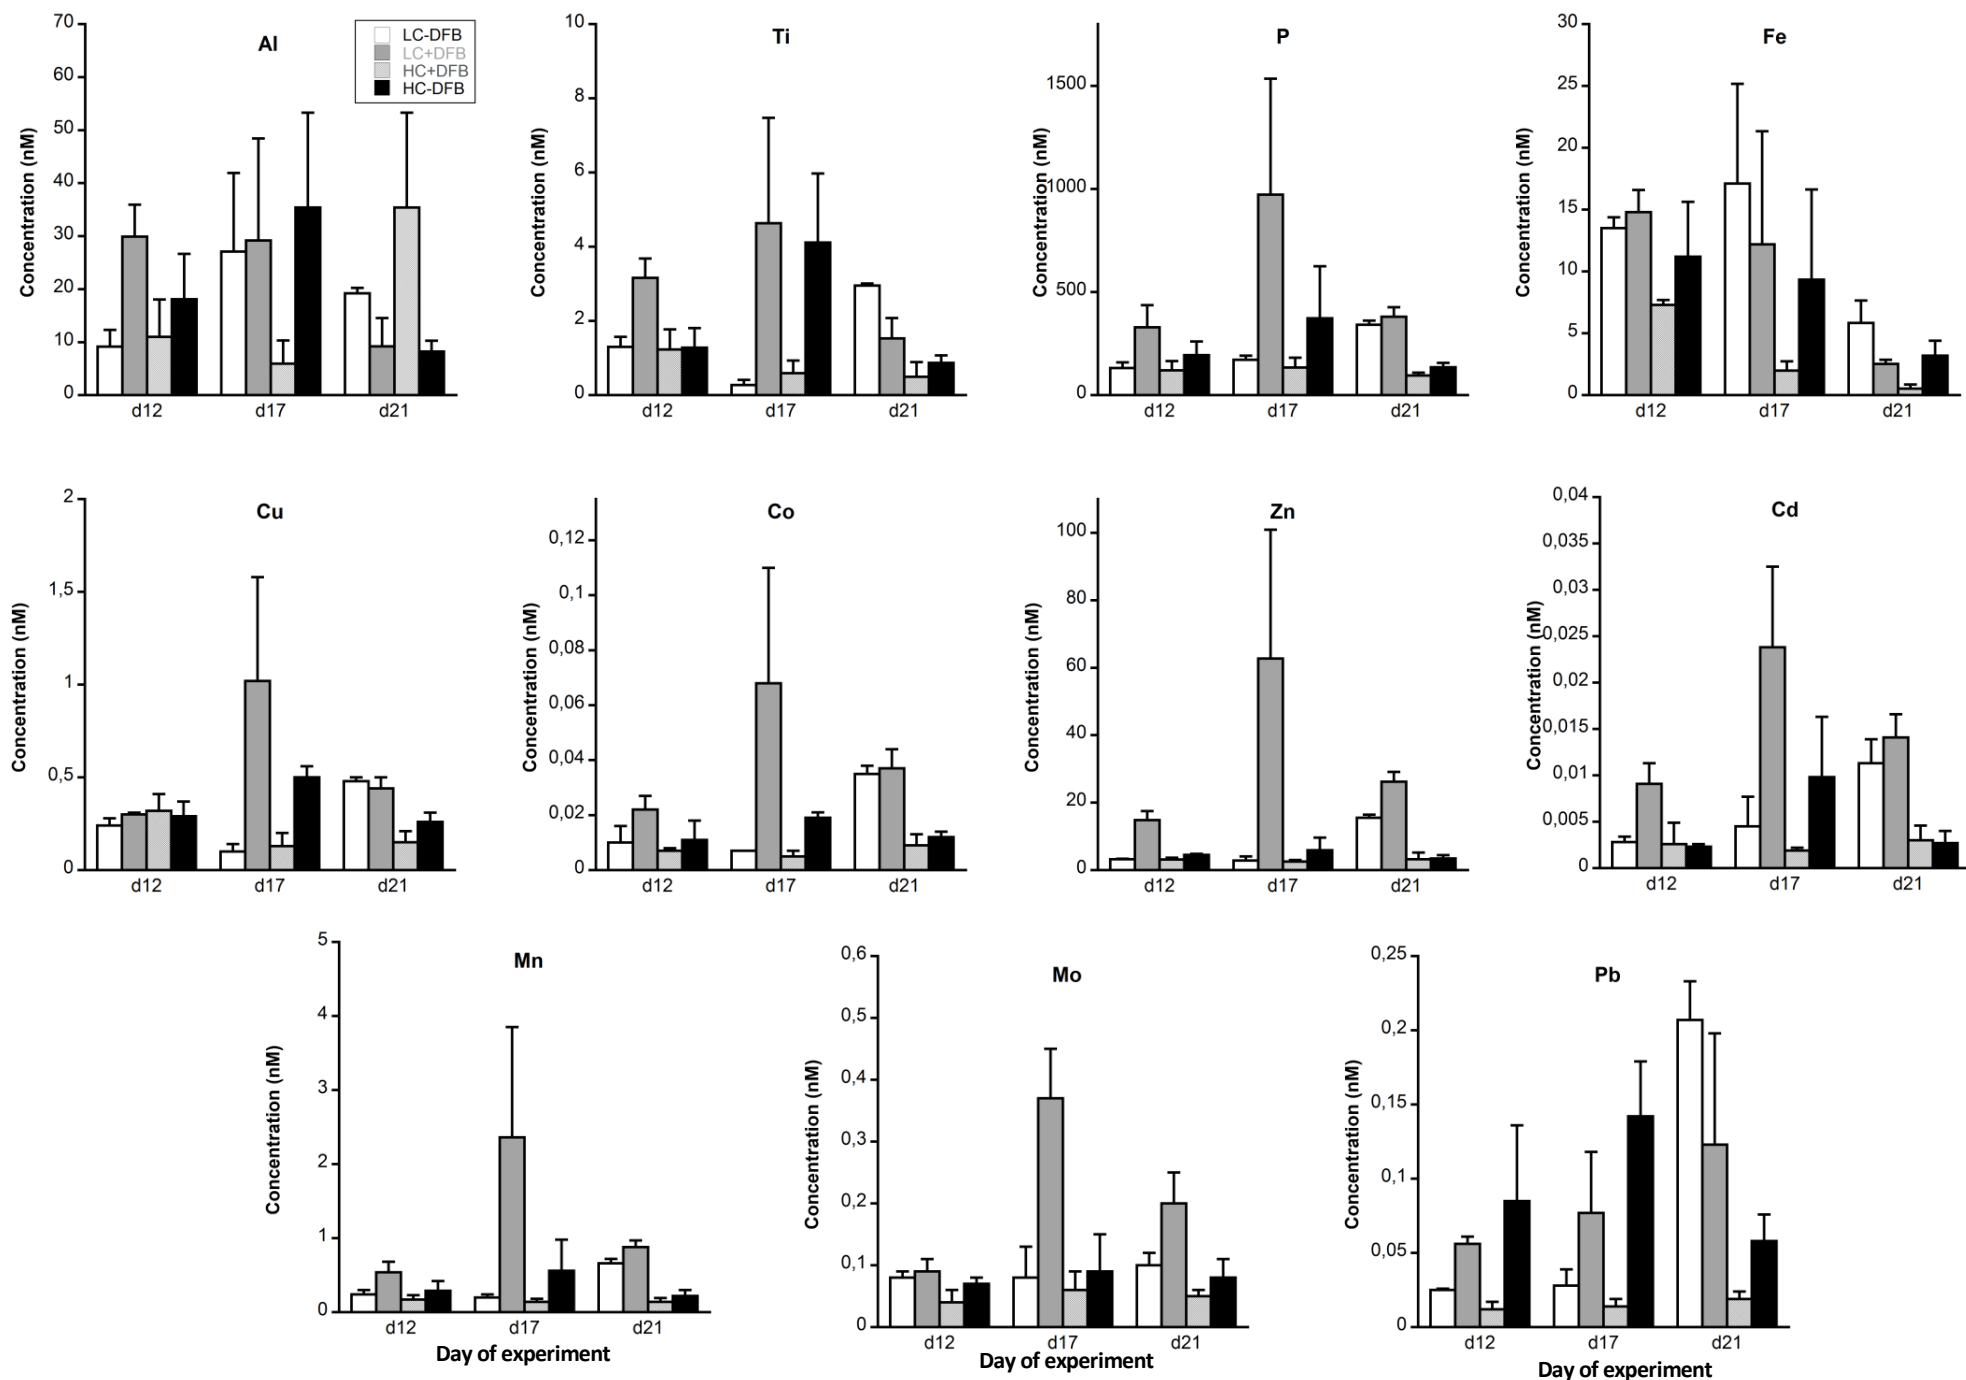 Al
LC-DFB
LC+DFB
HC+DFB
HC-DFB
Concentration (nM)
70
60
50
40
30
20
10
0
d12 d17 d21
Ti
Concentration (nM)
10
8
6
4
2
0
d12 d17 d21
P
Concentration (nM)
1500
1000
500
0
d12 d17 d21
Fe
Concentration (nM)
30
25
20
15
10
5
0
d12 d17 d21
Cu
Concentration (nM)
2
1,5
1
0,5
0
d12 d17 d21
Co
Concentration (nM)
0,12
0,1
0,08
0,06
0,04
0,02
0
d12 d17 d21
Zn
Concentration (nM)
100
80
60
40
20
0
d12 d17 d21
Cd
Concentration (nM)
0,04
0,035
0,03
0,025
0,02
0,015
0,01
0,005
0
d12 d17 d21
Mn
Concentration (nM)
5
4
3
2
1
0
d12 d17 d21
Day of experiment
Mo
Concentration (nM)
0,6
0,5
0,4
0,3
0,2
0,1
0
d12 d17 d21
Day of experiment
Pb
Concentration (nM)
0,25
0,2
0,15
0,1
0,05
0
d12 d17 d21
Day of experiment